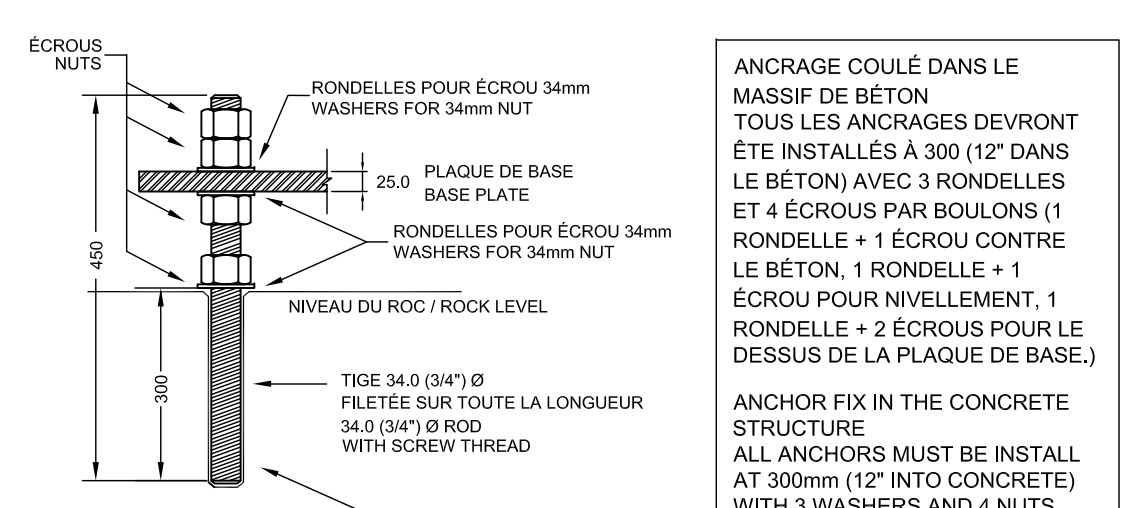 ÉCROUS
NUTS
RONDELLES POUR ÉCROU 34mm
WASHERS FOR 34mm NUT
25.0
PLAQUE DE BASE
BASE PLATE
RONDELLES POUR ÉCROU 34mm
WASHERS FOR 34mm NUT
450
NIVEAU DU ROC / ROCK LEVEL
300
TIGE 34.0 (3/4") Ø
FILETÉE SUR TOUTE LA LONGUEUR
34.0 (3/4") Ø ROD
WITH SCREW THREAD
ANCRAGE COULÉ DANS LE
MASSIF DE BÉTON
TOUS LES ANCRAGES DEVRONT
ÊTE INSTALLÉS À 300 (12" DANS
LE BÉTON) AVEC 3 RONDELLES
ET 4 ÉCROUS PAR BOULONS (1
RONDELLE + 1 ÉCROU CONTRE
LE BÉTON, 1 RONDELLE + 1
ÉCROU POUR NIVELLEMENT, 1
RONDELLE + 2 ÉCROUS POUR LE
DESSUS DE LA PLAQUE DE BASE.)
ANCHOR FIX IN THE CONCRETE
STRUCTURE
ALL ANCHORS MUST BE INSTALL
AT 300mm (12" INTO CONCRETE)
WITH 3 WASHERS AND 4 NUTS